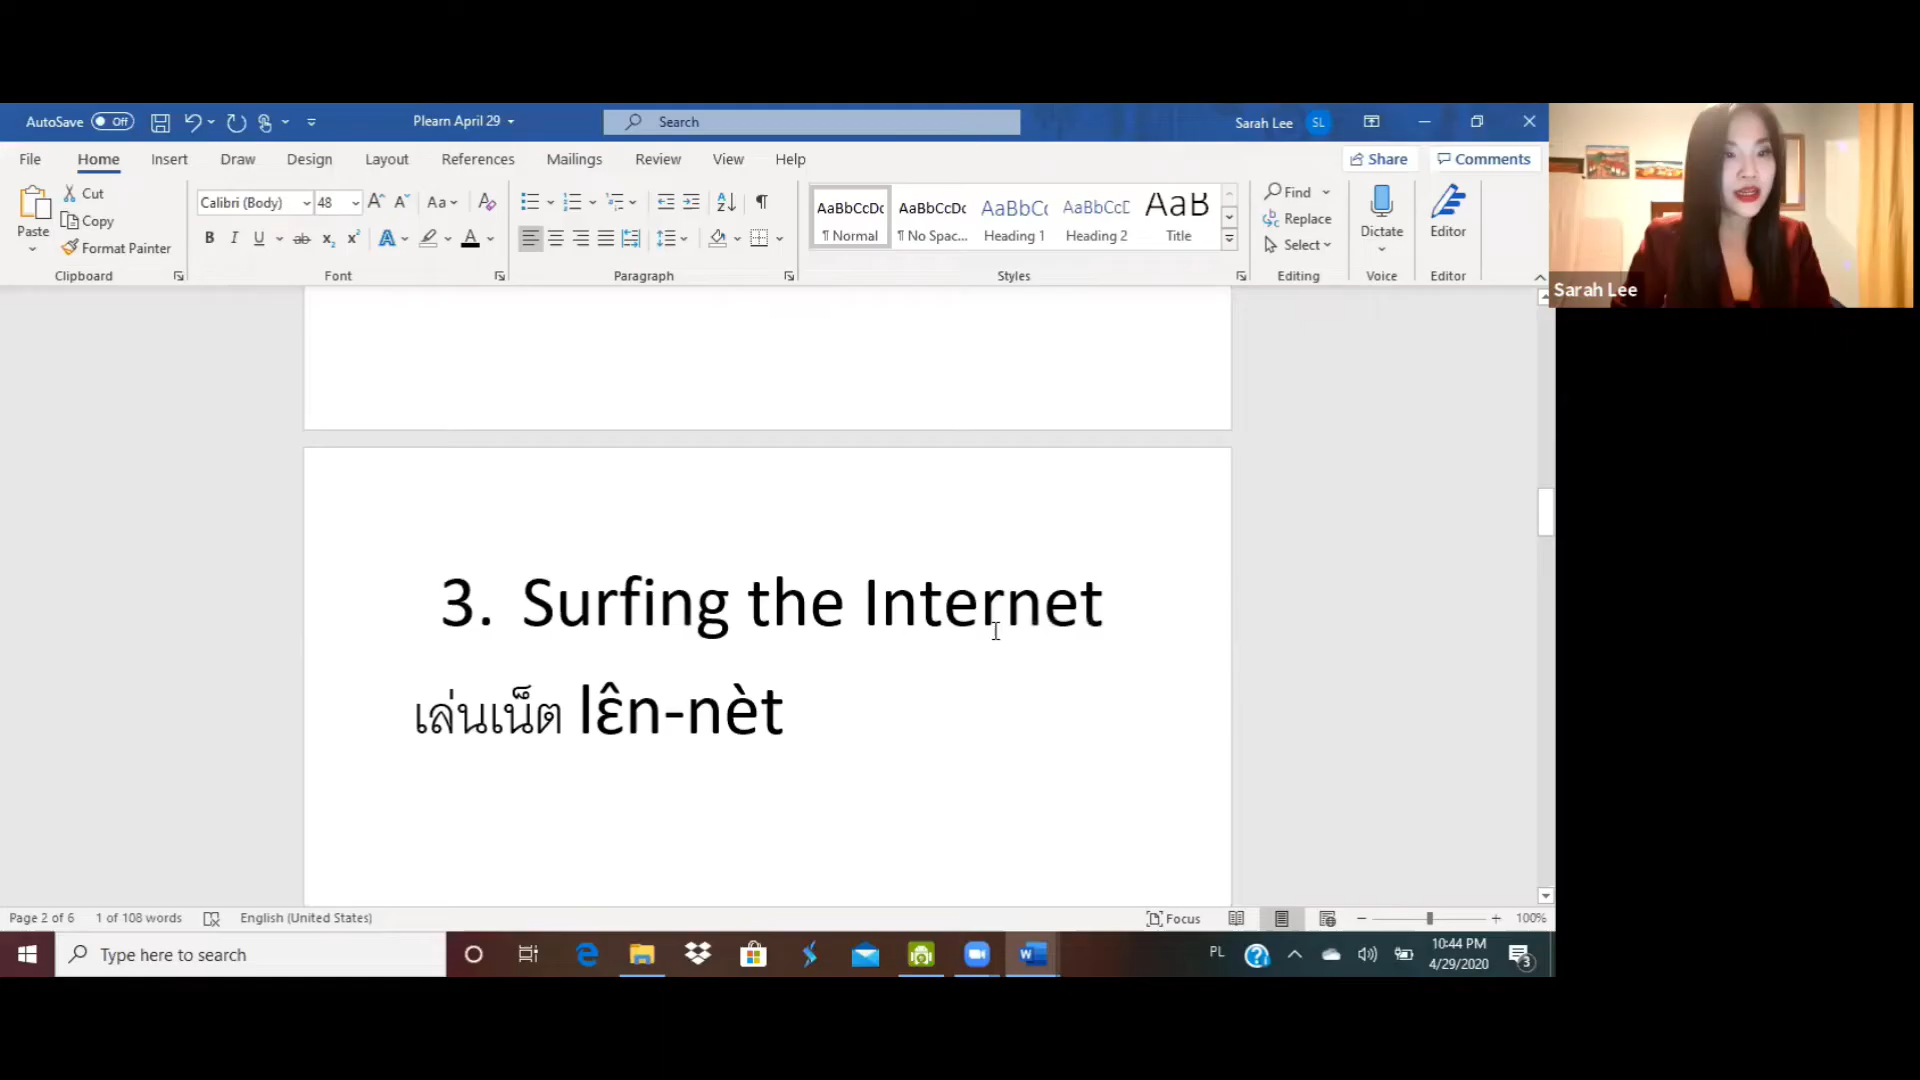 AutoSave Off Plearn April 29 Search Sarah Lee SL
File Home Insert Draw Design Layout References Mailings Review View Help Share Comments
Paste Cut Copy Format Painter
Calibri (Body) 48
AaBbCcDc AaBbCcDc AaBbCc AaBbCcD AaB
¶ Normal ¶ No Spac... Heading 1 Heading 2 Title
Find Replace Select Dictate Editor
Clipboard Font Paragraph Styles Editing Voice Editor
Sarah Lee
3. Surfing the Internet
เล่นเน็ต lɛ̂n-nèt
Page 2 of 6 1 of 108 words English (United States) Focus 100%
Type here to search PL 10:44 PM
4/29/2020 3